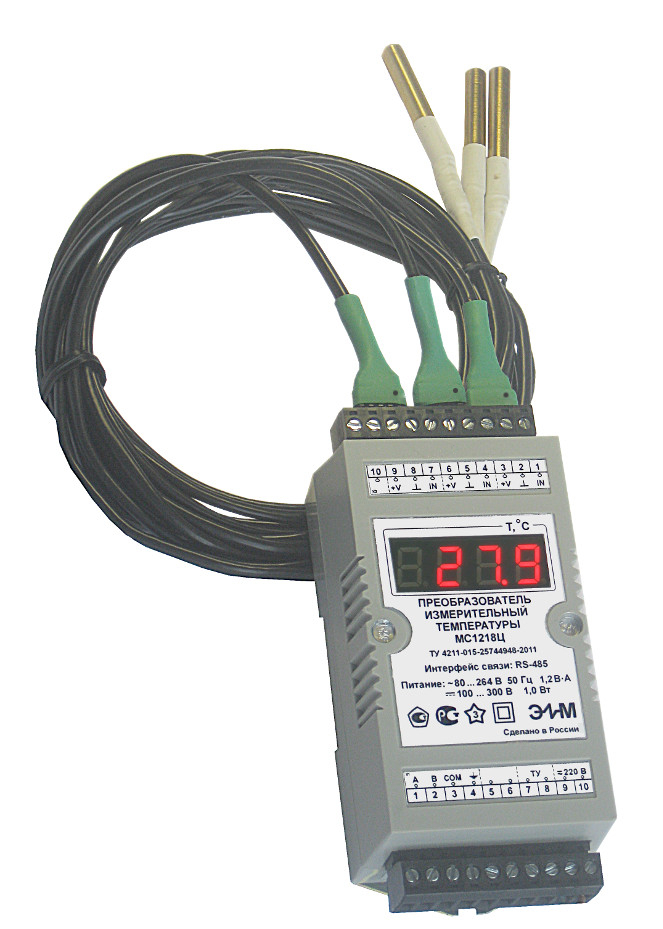 10 9 8 7 6 5 4 3 2 1
+V ⊥ IN +V ⊥ IN +V ⊥ IN
T,°C
27.9
ПРЕОБРАЗОВАТЕЛЬ
ИЗМЕРИТЕЛЬНЫЙ
ТЕМПЕРАТУРЫ
МС1218Ц
ТУ 4211-015-25744948-2011
Интерфейс связи: RS-485
Питание: ~80 ... 264 В 50 Гц 1,2 В·А
⎓100 ... 300 В 1,0 Вт
РС 3 ЭЛИМ
Сделано в России
A B COM ⏚ ТУ ≂220 В
1 2 3 4 5 6 7 8 9 10